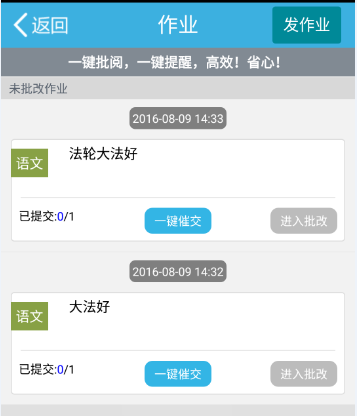 返回 作业 发作业
一键批阅，一键提醒，高效！省心！
未批改作业
2016-08-09 14:33
语文 法轮大法好
已提交:0/1 一键催交 进入批改
2016-08-09 14:32
语文 大法好
已提交:0/1 一键催交 进入批改